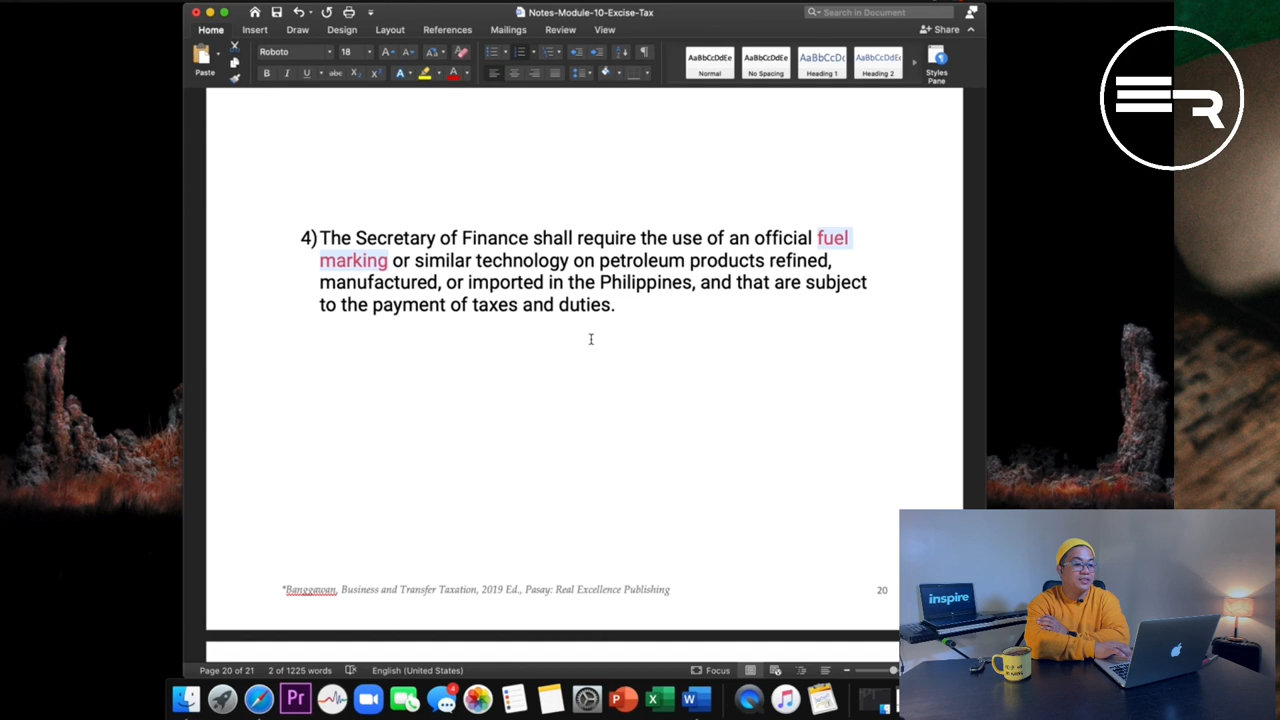 Notes-Module-10-Excise-Tax
Search in Document
Home Insert Draw Design Layout References Mailings Review View
Share
Paste
Roboto 18
AaBbCcDdEe AaBbCcDdEe AaBbCcDc AaBbCcDdEe
Normal No Spacing Heading 1 Heading 2
Styles Pane
4) The Secretary of Finance shall require the use of an official fuel
marking or similar technology on petroleum products refined,
manufactured, or imported in the Philippines, and that are subject
to the payment of taxes and duties.
*Banggawan, Business and Transfer Taxation, 2019 Ed., Pasay: Real Excellence Publishing
20
Page 20 of 21 2 of 1225 words English (United States)
Focus
inspire